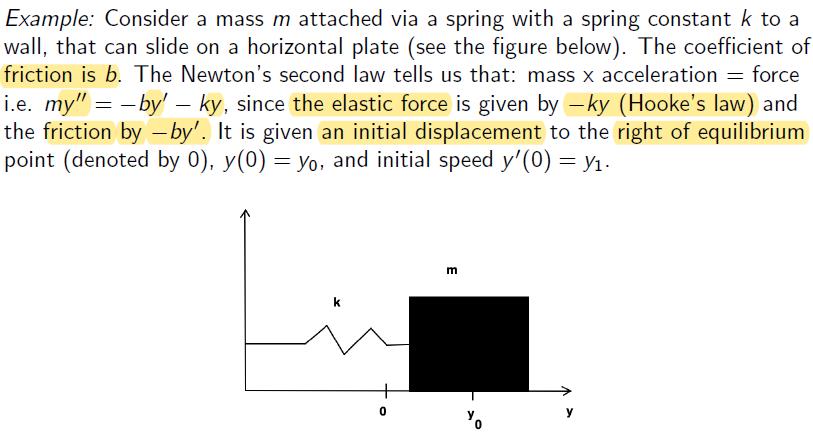 Example: Consider a mass m attached via a spring with a spring constant k to a
wall, that can slide on a horizontal plate (see the figure below). The coefficient of
friction is b. The Newton's second law tells us that: mass x acceleration = force
i.e. my′′ = −by′ − ky, since the elastic force is given by −ky (Hooke's law) and
the friction by −by′. It is given an initial displacement to the right of equilibrium
point (denoted by 0), y(0) = y₀, and initial speed y′(0) = y₁.
m
k
0
y₀
y